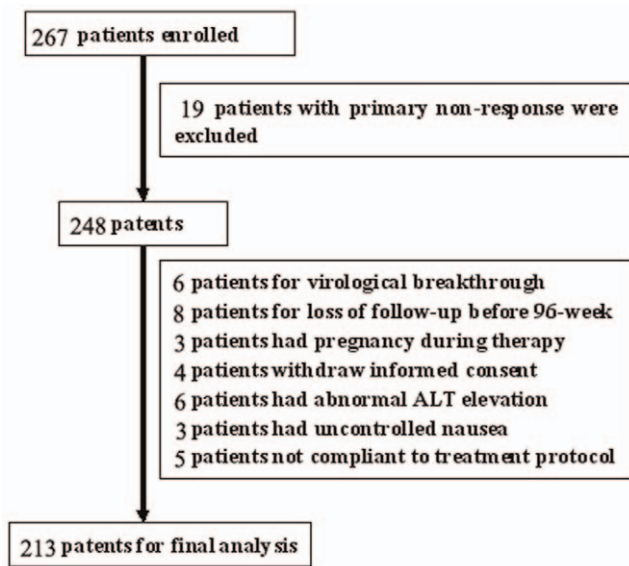 267 patients enrolled
19 patients with primary non-response were
excluded
248 patents
6 patients for virological breakthrough
8 patients for loss of follow-up before 96-week
3 patients had pregnancy during therapy
4 patients withdraw informed consent
6 patients had abnormal ALT elevation
3 patients had uncontrolled nausea
5 patients not compliant to treatment protocol
213 patents for final analysis